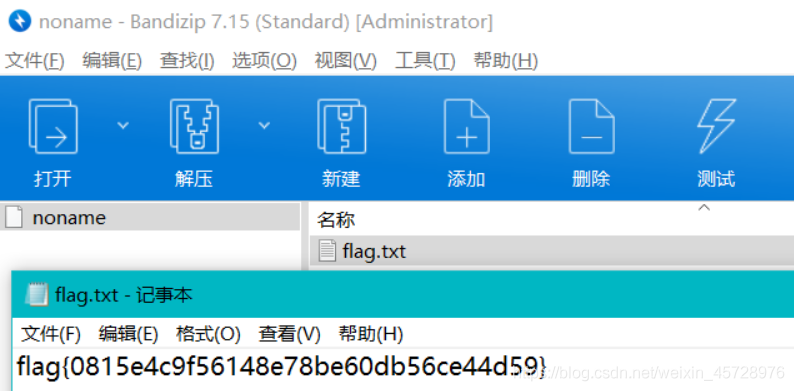 noname - Bandizip 7.15 (Standard) [Administrator]
文件(F) 编辑(E) 查找(I) 选项(O) 视图(V) 工具(T) 帮助(H)
打开 解压 新建 添加 删除 测试
noname
名称
flag.txt
flag.txt - 记事本
文件(F) 编辑(E) 格式(O) 查看(V) 帮助(H)
flag{0815e4c9f56148e78be60db56ce44d59}
https://blog.csdn.net/weixin_45728976